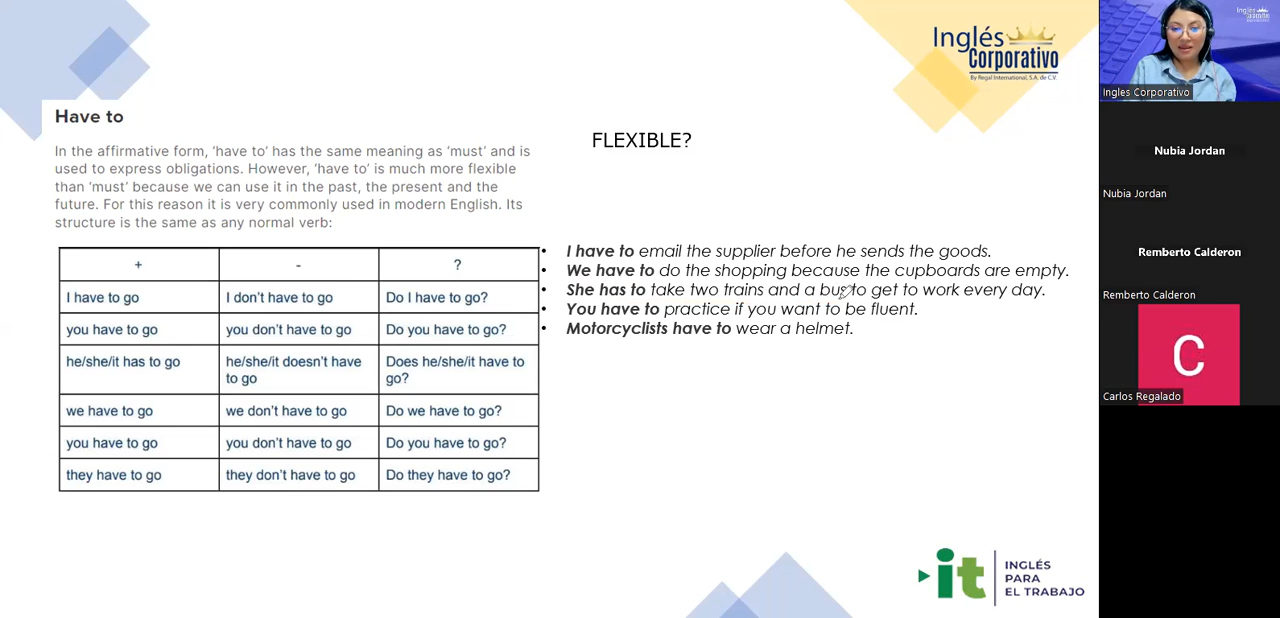 Inglés
Corporativo
By Regal International, S.A. de C.V.
Have to
In the affirmative form, ‘have to’ has the same meaning as ‘must’ and is
used to express obligations. However, ‘have to’ is much more flexible
than ‘must’ because we can use it in the past, the present and the
future. For this reason it is very commonly used in modern English. Its
structure is the same as any normal verb:
+ - ?
I have to go I don’t have to go Do I have to go?
you have to go you don’t have to go Do you have to go?
he/she/it has to go he/she/it doesn’t have to go Does he/she/it have to go?
we have to go we don’t have to go Do we have to go?
you have to go you don’t have to go Do you have to go?
they have to go they don’t have to go Do they have to go?
FLEXIBLE?
• I have to email the supplier before he sends the goods.
• We have to do the shopping because the cupboards are empty.
• She has to take two trains and a bus to get to work every day.
• You have to practice if you want to be fluent.
• Motorcyclists have to wear a helmet.
it
INGLÉS
PARA
EL TRABAJO
Ingles Corporativo
Nubia Jordan
Nubia Jordan
Remberto Calderon
Remberto Calderon
C
Carlos Regalado